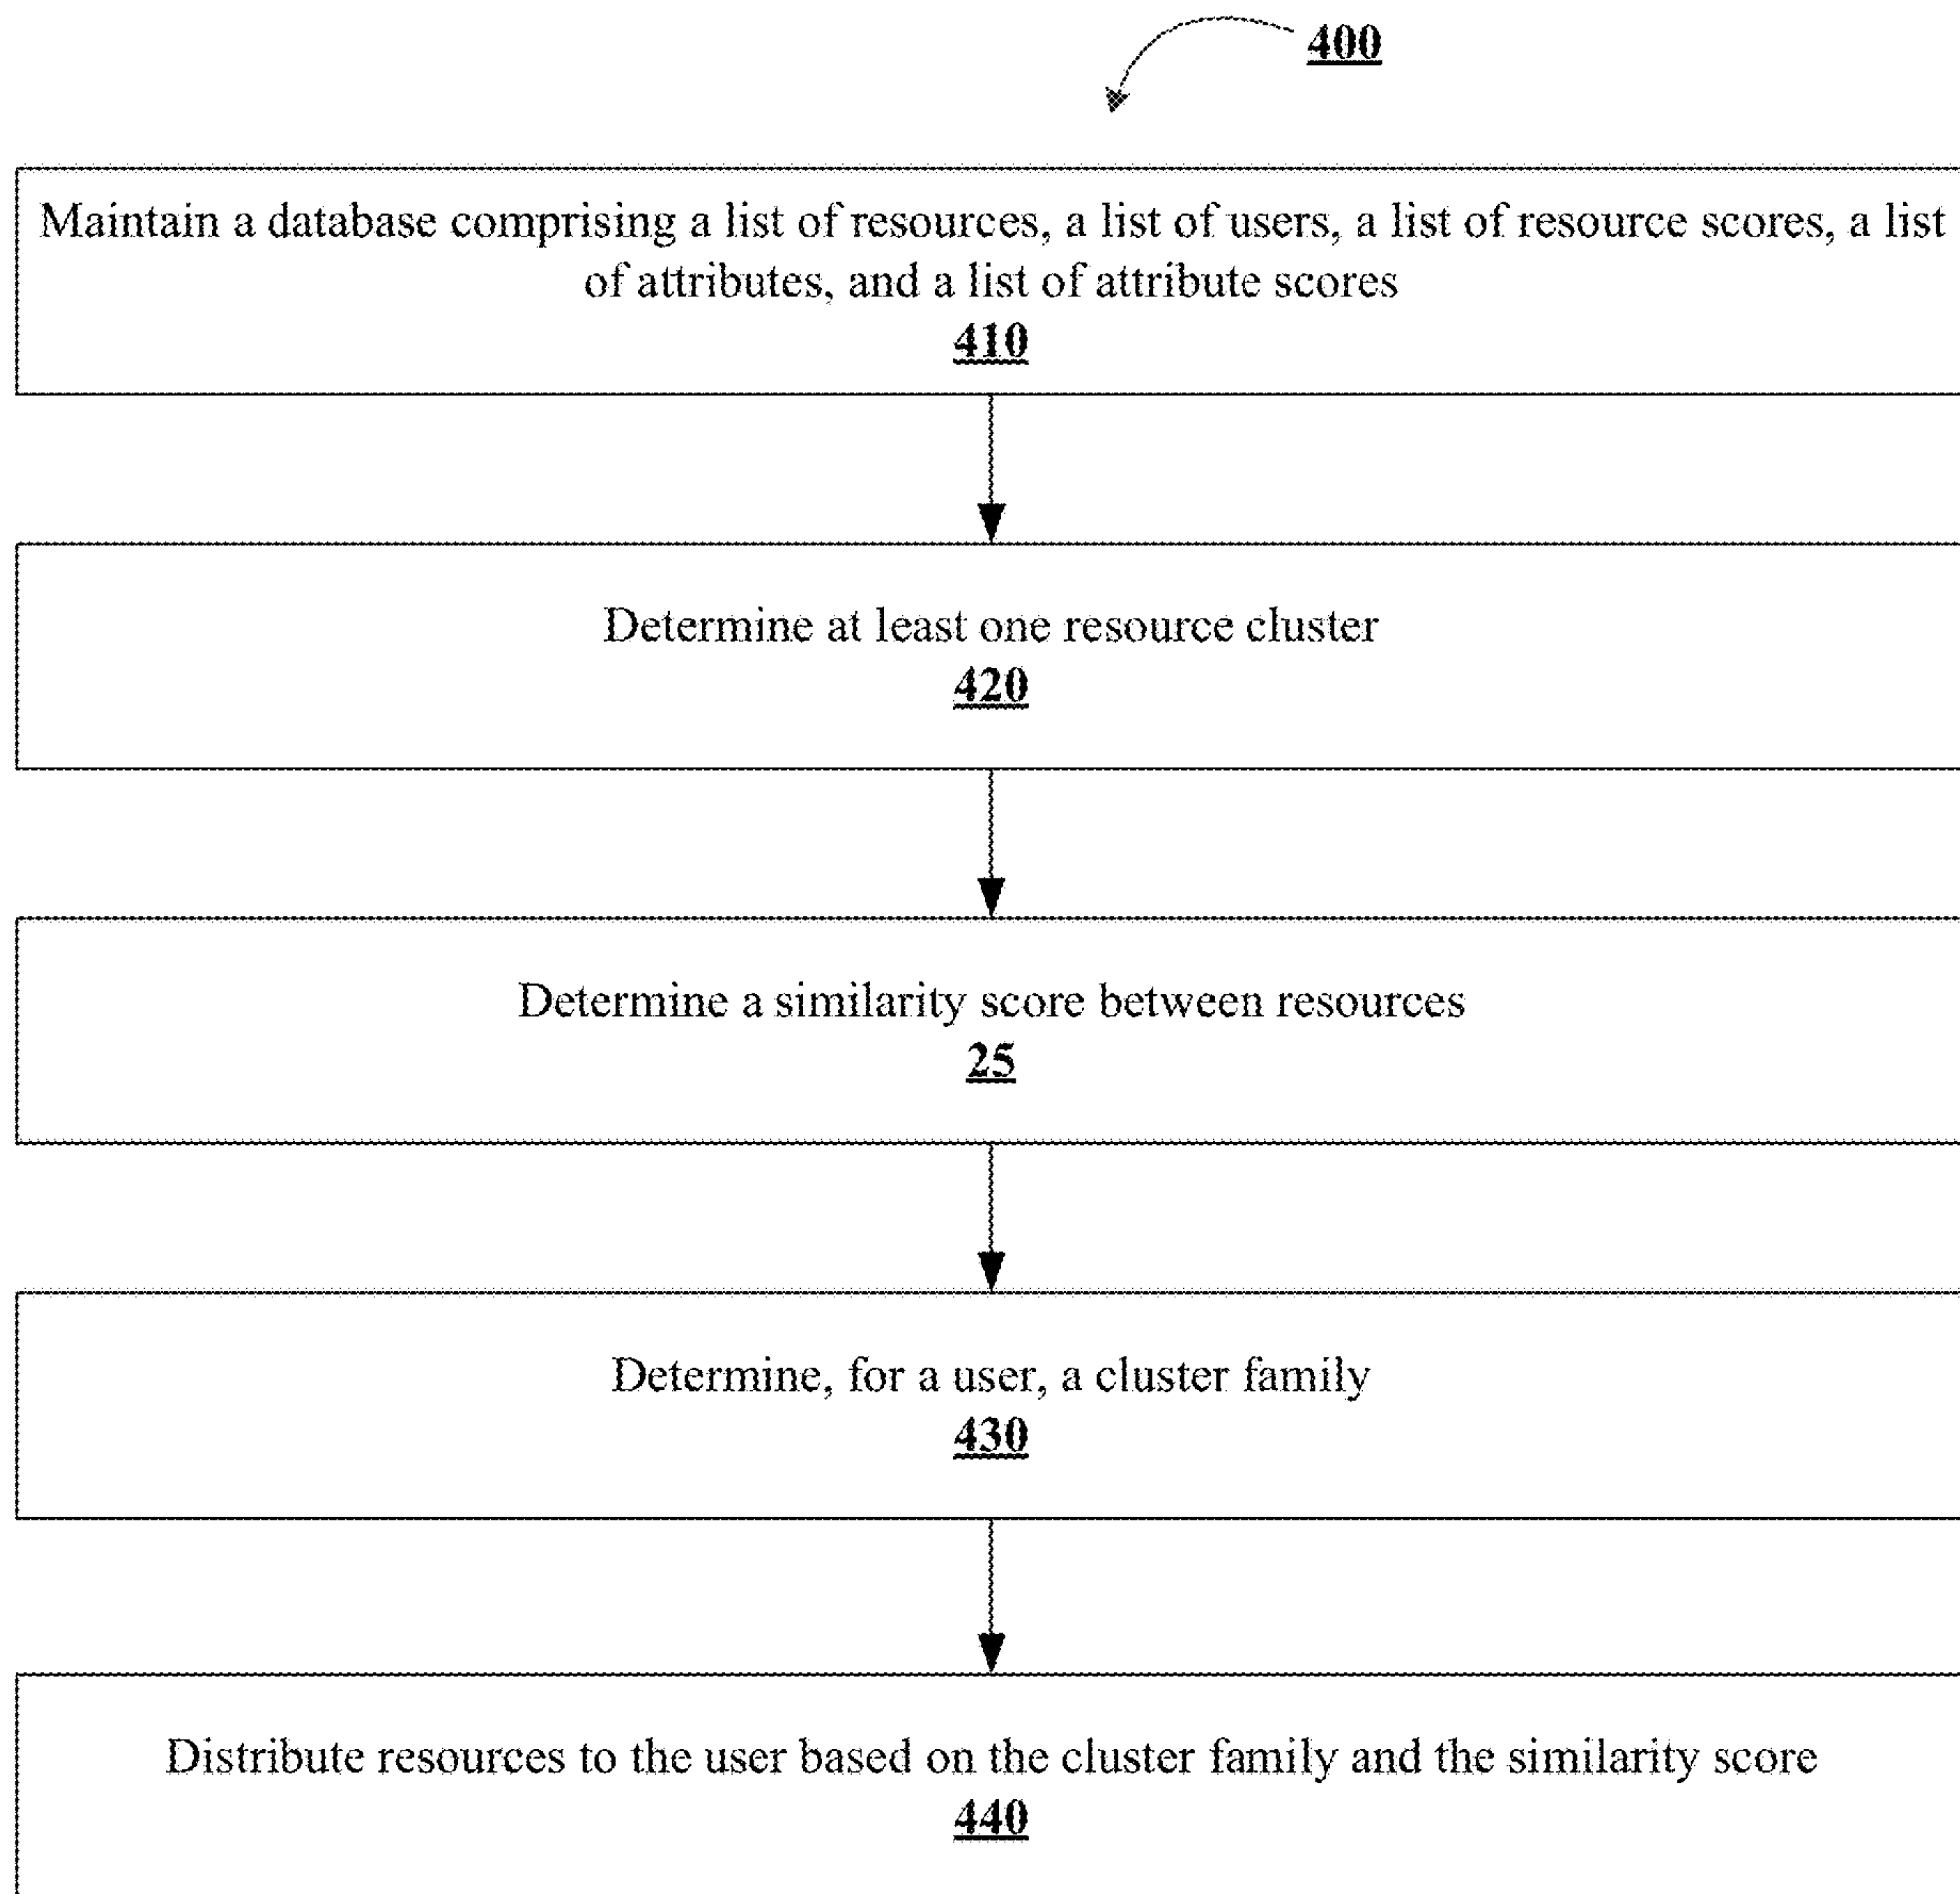 400
Maintain a database comprising a list of resources, a list of users, a list of resource scores, a list
of attributes, and a list of attribute scores
410
Determine at least one resource cluster
420
Determine a similarity score between resources
25
Determine, for a user, a cluster family
430
Distribute resources to the user based on the cluster family and the similarity score
440